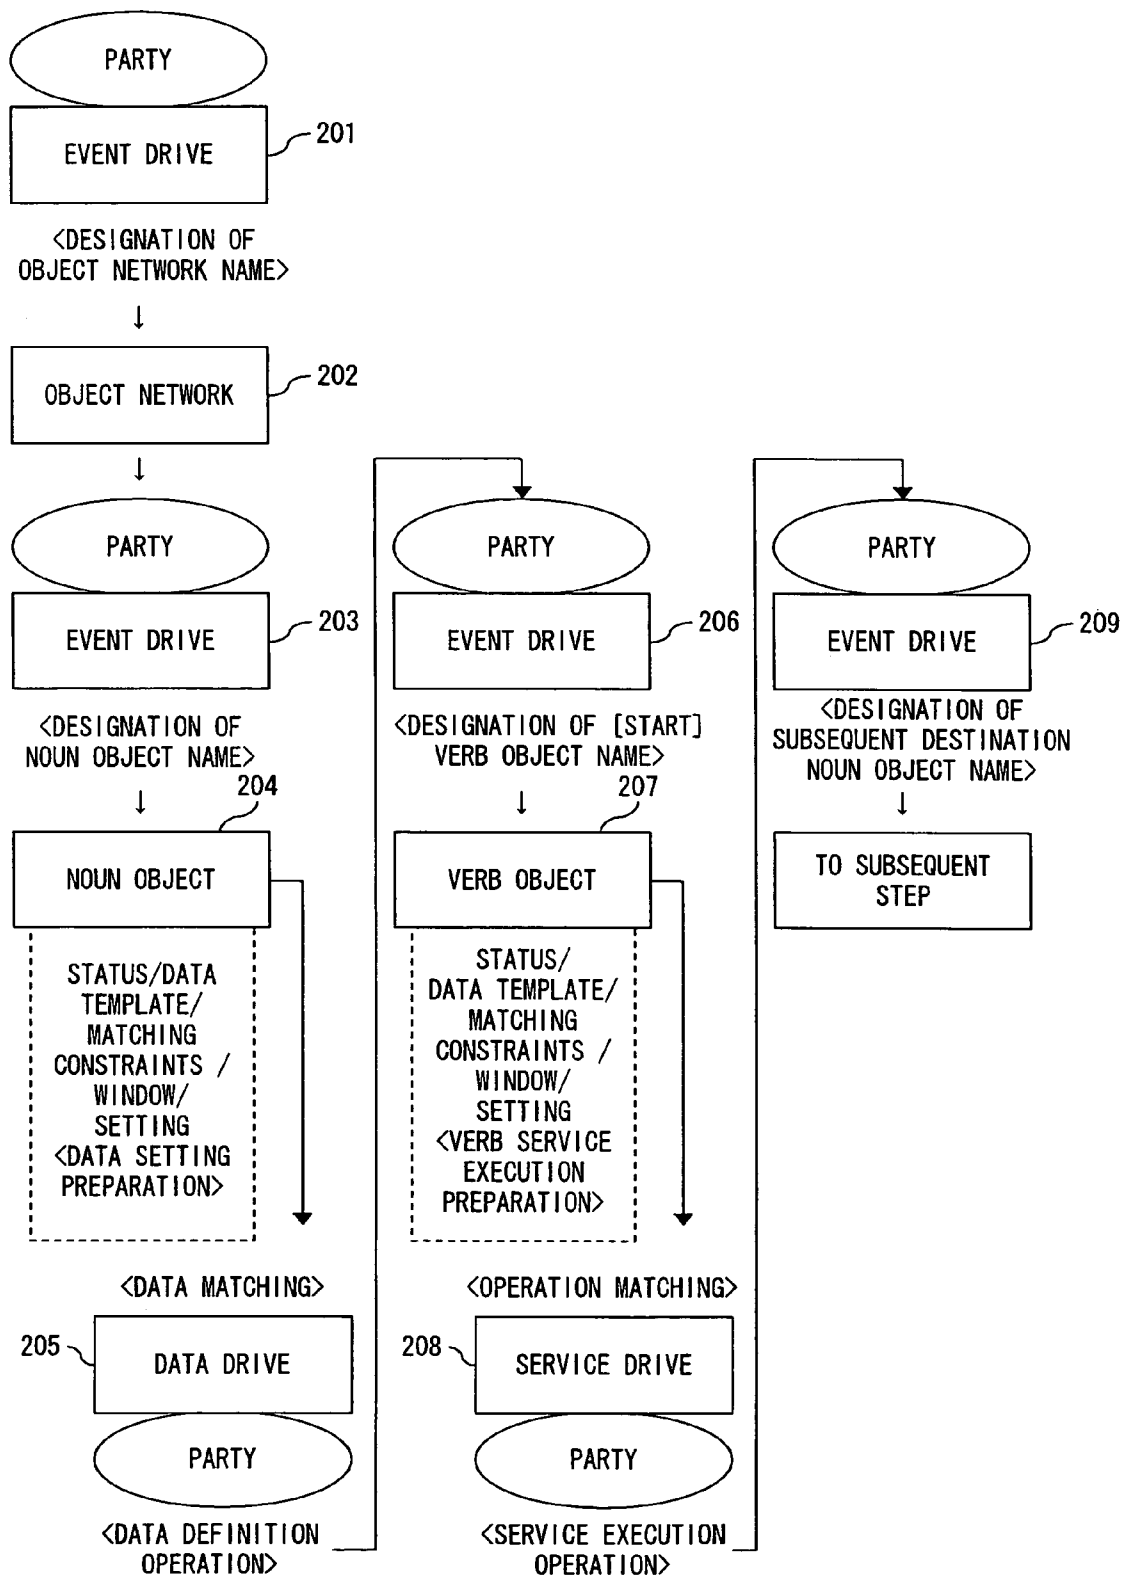 PARTY
EVENT DRIVE
201
<DESIGNATION OF
OBJECT NETWORK NAME>
↓
OBJECT NETWORK
202
↓
PARTY
EVENT DRIVE
203
<DESIGNATION OF
NOUN OBJECT NAME>
↓
204
NOUN OBJECT
STATUS/DATA
TEMPLATE/
MATCHING
CONSTRAINTS /
WINDOW/
SETTING
<DATA SETTING
PREPARATION>
<DATA MATCHING>
205
DATA DRIVE
PARTY
<DATA DEFINITION
OPERATION>
PARTY
EVENT DRIVE
206
<DESIGNATION OF [START]
VERB OBJECT NAME>
↓
207
VERB OBJECT
STATUS/
DATA TEMPLATE/
MATCHING
CONSTRAINTS /
WINDOW/
SETTING
<VERB SERVICE
EXECUTION
PREPARATION>
<OPERATION MATCHING>
208
SERVICE DRIVE
PARTY
<SERVICE EXECUTION
OPERATION>
PARTY
EVENT DRIVE
209
<DESIGNATION OF
SUBSEQUENT DESTINATION
NOUN OBJECT NAME>
↓
TO SUBSEQUENT
STEP